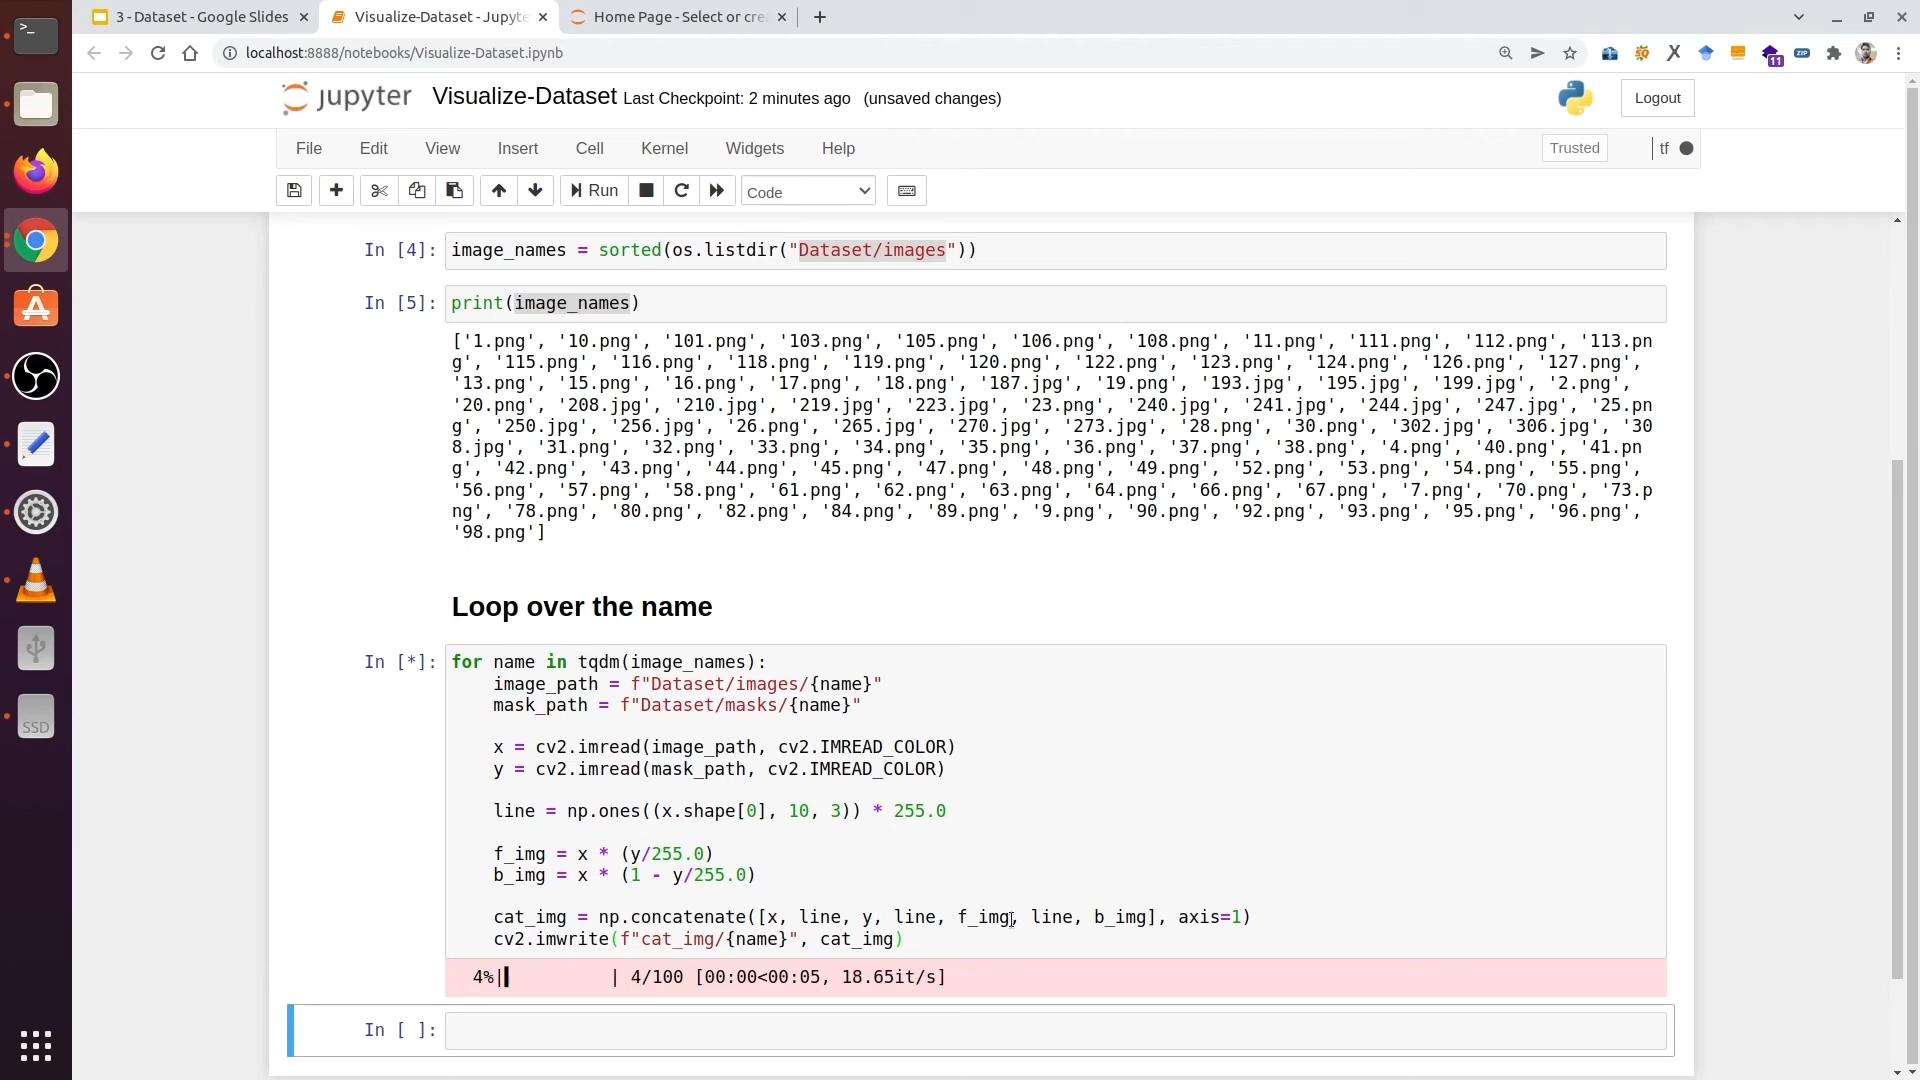 3 - Dataset - Google Slides
Visualize-Dataset - Jupyte
Home Page - Select or cre
localhost:8888/notebooks/Visualize-Dataset.ipynb
11
ZIP
jupyter Visualize-Dataset Last Checkpoint: 2 minutes ago (unsaved changes)
Logout
File Edit View Insert Cell Kernel Widgets Help
Trusted
tf
Run
Code
In [4]: image_names = sorted(os.listdir("Dataset/images"))
In [5]: print(image_names)
['1.png', '10.png', '101.png', '103.png', '105.png', '106.png', '108.png', '11.png', '111.png', '112.png', '113.pn
g', '115.png', '116.png', '118.png', '119.png', '120.png', '122.png', '123.png', '124.png', '126.png', '127.png',
'13.png', '15.png', '16.png', '17.png', '18.png', '187.jpg', '19.png', '193.jpg', '195.jpg', '199.jpg', '2.png',
'20.png', '208.jpg', '210.jpg', '219.jpg', '223.jpg', '23.png', '240.jpg', '241.jpg', '244.jpg', '247.jpg', '25.pn
g', '250.jpg', '256.jpg', '26.png', '265.jpg', '270.jpg', '273.jpg', '28.png', '30.png', '302.jpg', '306.jpg', '30
8.jpg', '31.png', '32.png', '33.png', '34.png', '35.png', '36.png', '37.png', '38.png', '4.png', '40.png', '41.pn
g', '42.png', '43.png', '44.png', '45.png', '47.png', '48.png', '49.png', '52.png', '53.png', '54.png', '55.png',
'56.png', '57.png', '58.png', '61.png', '62.png', '63.png', '64.png', '66.png', '67.png', '7.png', '70.png', '73.p
ng', '78.png', '80.png', '82.png', '84.png', '89.png', '9.png', '90.png', '92.png', '93.png', '95.png', '96.png',
'98.png']
Loop over the name
In [*]: for name in tqdm(image_names):
image_path = f"Dataset/images/{name}"
mask_path = f"Dataset/masks/{name}"
x = cv2.imread(image_path, cv2.IMREAD_COLOR)
y = cv2.imread(mask_path, cv2.IMREAD_COLOR)
line = np.ones((x.shape[0], 10, 3)) * 255.0
f_img = x * (y/255.0)
b_img = x * (1 - y/255.0)
cat_img = np.concatenate([x, line, y, line, f_img, line, b_img], axis=1)
cv2.imwrite(f"cat_img/{name}", cat_img)
4%|▌ | 4/100 [00:00<00:05, 18.65it/s]
In [ ]:
SSD